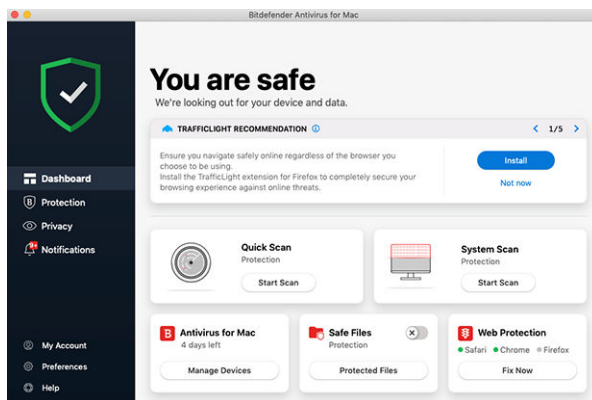 Bitdefender Antivirus for Mac
You are safe
We're looking out for your device and data.
TRAFFICLIGHT RECOMMENDATION
1/5
Ensure you navigate safely online regardless of the browser you
choose to be using.
Install the TrafficLight extension for Firefox to completely secure your
browsing experience against online threats.
Install
Not now
Dashboard
Protection
Privacy
9+
Notifications
Quick Scan
Protection
Start Scan
System Scan
Protection
Start Scan
B Antivirus for Mac
4 days left
Manage Devices
Safe Files
Protection
Protected Files
Web Protection
Safari Chrome Firefox
Fix Now
My Account
Preferences
Help